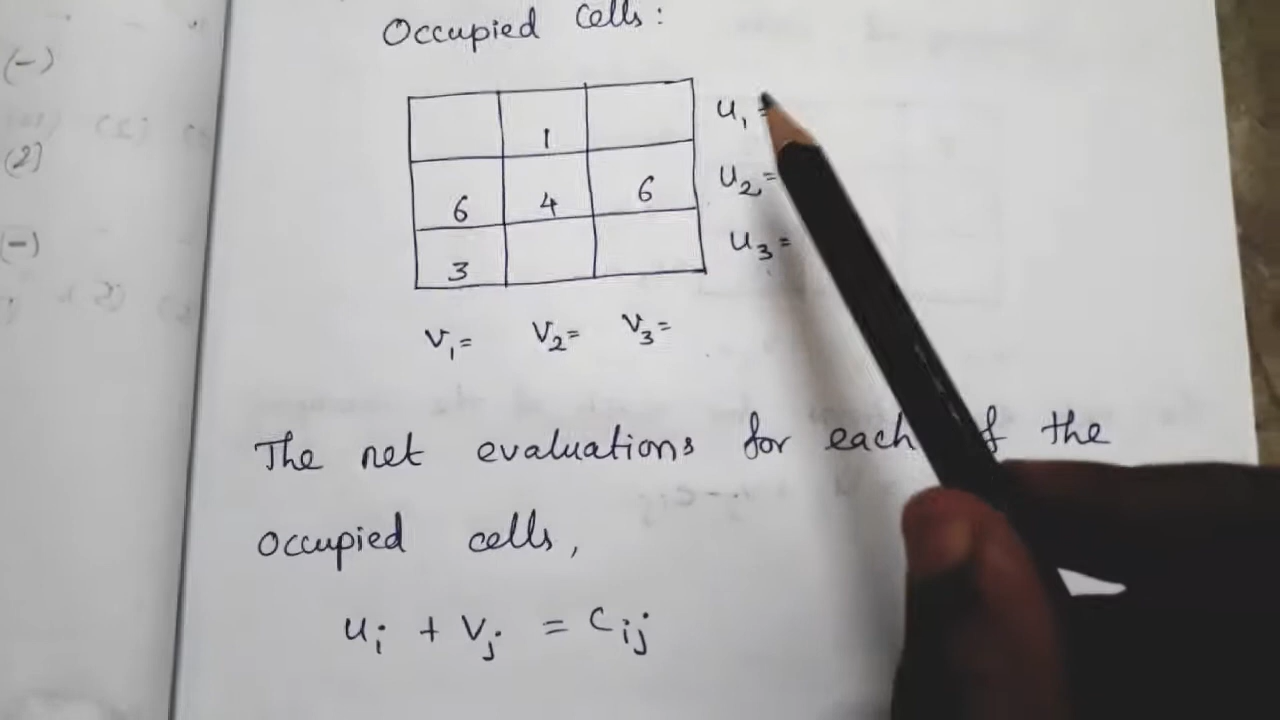 Occupied Cells:
1
u₁ =
6 4 6
u₂ =
3
u₃ =
v₁ = v₂ = v₃ =
The net evaluations for each of the
occupied cells,
uᵢ + vⱼ = cᵢⱼ
(-)
(2)
(-)